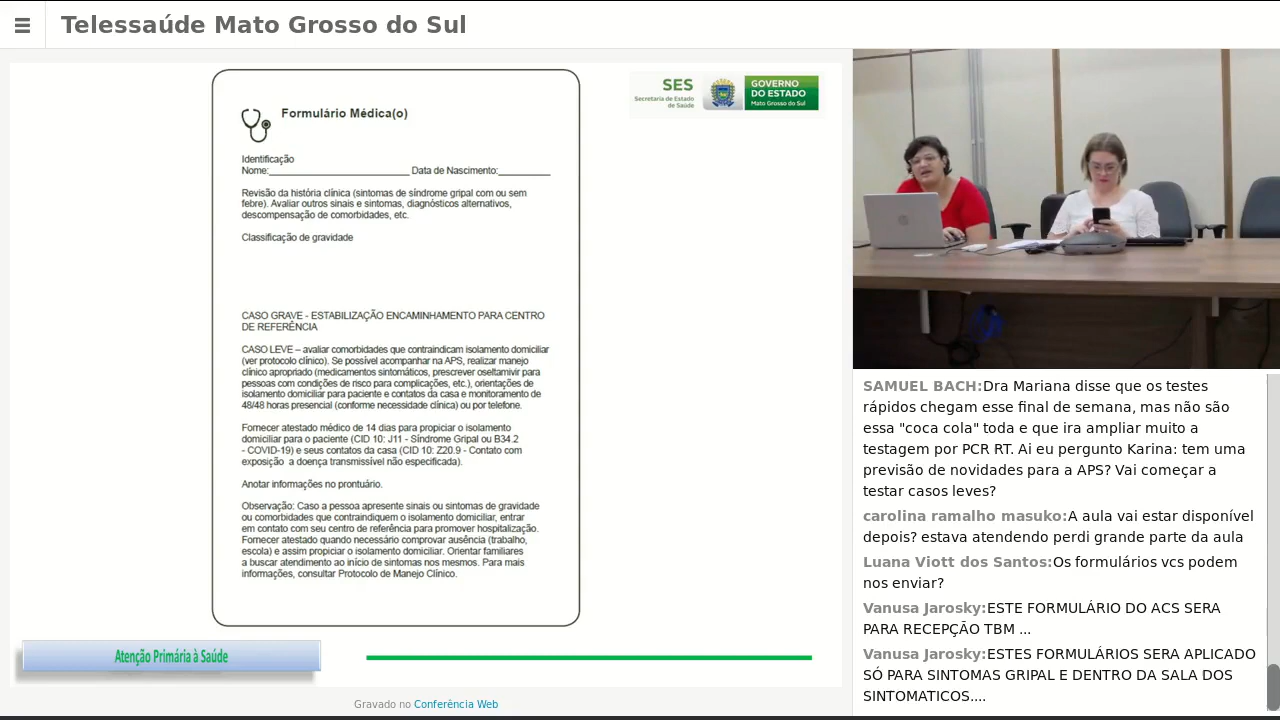 Telessaúde Mato Grosso do Sul
SES
Secretaria de Estado
de Saúde
GOVERNO
DO ESTADO
Mato Grosso do Sul
Formulário Médica(o)
Identificação
Nome:__________________________ Data de Nascimento:__________
Revisão da história clínica (sintomas de síndrome gripal com ou sem
febre). Avaliar outros sinais e sintomas, diagnósticos alternativos,
descompensação de comorbidades, etc.
Classificação de gravidade
CASO GRAVE - ESTABILIZAÇÃO ENCAMINHAMENTO PARA CENTRO
DE REFERÊNCIA
CASO LEVE – avaliar comorbidades que contraindicam isolamento domiciliar
(ver protocolo clínico). Se possível acompanhar na APS, realizar manejo
clínico apropriado (medicamentos sintomáticos, prescrever oseltamivir para
pessoas com condições de risco para complicações, etc.), orientações de
isolamento domiciliar para paciente e contatos da casa e monitoramento de
48/48 horas presencial (conforme necessidade clínica) ou por telefone.
Fornecer atestado médico de 14 dias para propiciar o isolamento
domiciliar para o paciente (CID 10: J11 - Síndrome Gripal ou B34.2
- COVID-19) e seus contatos da casa (CID 10: Z20.9 - Contato com
exposição a doença transmissível não especificada).
Anotar informações no prontuário.
Observação: Caso a pessoa apresente sinais ou sintomas de gravidade
ou comorbidades que contraindiquem o isolamento domiciliar, entrar
em contato com seu centro de referência para promover hospitalização.
Fornecer atestado quando necessário comprovar ausência (trabalho,
escola) e assim propiciar o isolamento domiciliar. Orientar familiares
a buscar atendimento ao início de sintomas nos mesmos. Para mais
informações, consultar Protocolo de Manejo Clínico.
Atenção Primária à Saúde
Gravado no Conferência Web
SAMUEL BACH:Dra Mariana disse que os testes
rápidos chegam esse final de semana, mas não são
essa "coca cola" toda e que ira ampliar muito a
testagem por PCR RT. Ai eu pergunto Karina: tem uma
previsão de novidades para a APS? Vai começar a
testar casos leves?
carolina ramalho masuko:A aula vai estar disponível
depois? estava atendendo perdi grande parte da aula
Luana Viott dos Santos:Os formulários vcs podem
nos enviar?
Vanusa Jarosky:ESTE FORMULÁRIO DO ACS SERA
PARA RECEPÇÃO TBM ...
Vanusa Jarosky:ESTES FORMULÁRIOS SERA APLICADO
SÓ PARA SINTOMAS GRIPAL E DENTRO DA SALA DOS
SINTOMATICOS....